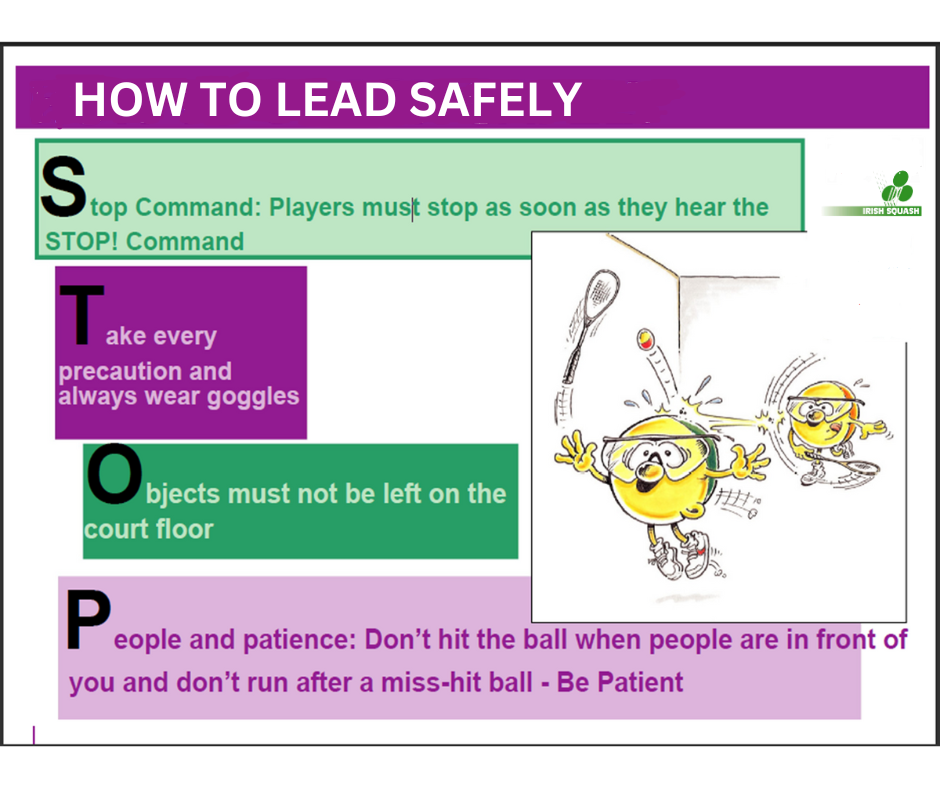 HOW TO LEAD SAFELY
Stop Command: Players must stop as soon as they hear the
STOP! Command
IRISH SQUASH
Take every
precaution and
always wear goggles
Objects must not be left on the
court floor
People and patience: Don’t hit the ball when people are in front of
you and don’t run after a miss-hit ball - Be Patient